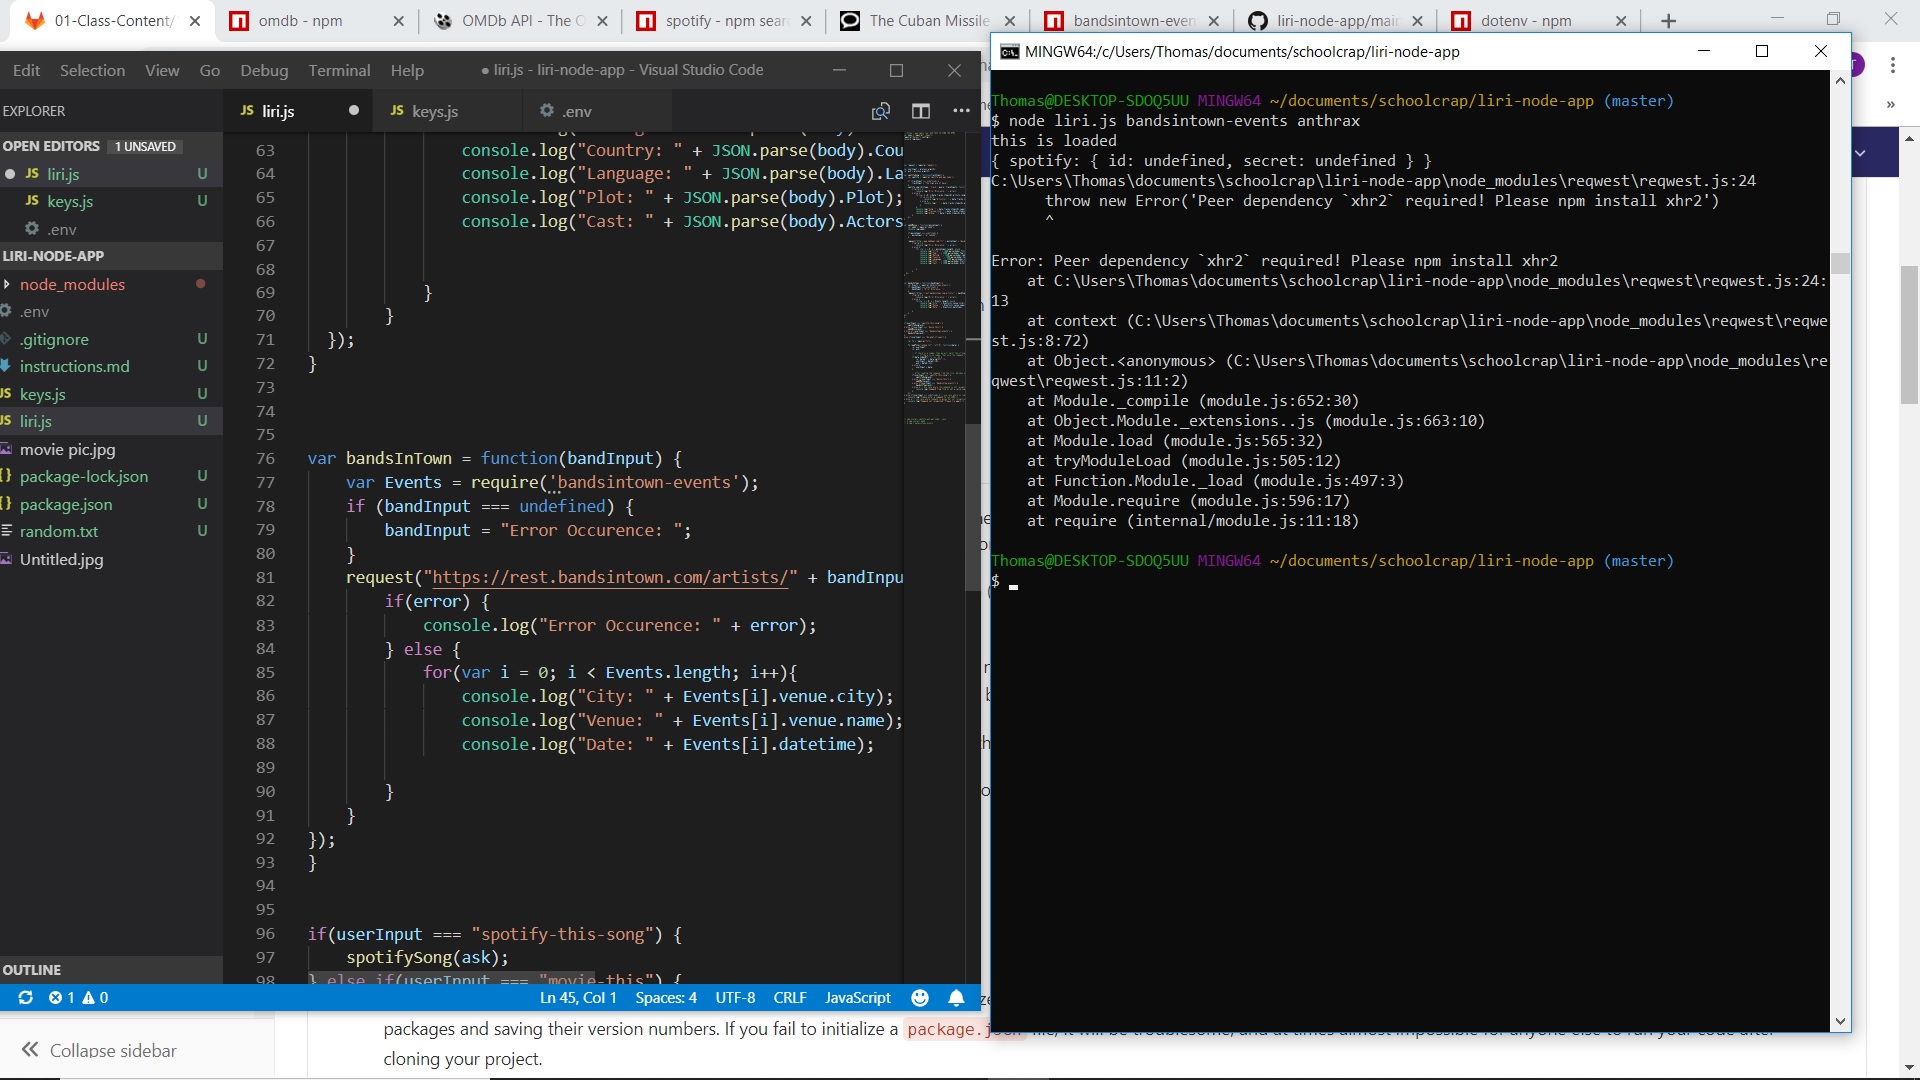 01-Class-Content/
omdb - npm
OMDb API - The O
spotify - npm sear
The Cuban Missile
bandsintown-even
liri-node-app/main
dotenv - npm
Edit Selection View Go Debug Terminal Help
● liri.js - liri-node-app - Visual Studio Code
EXPLORER
OPEN EDITORS 1 UNSAVED
JS liri.js U
JS keys.js U
.env
LIRI-NODE-APP
node_modules
.env
.gitignore U
instructions.md U
JS keys.js U
JS liri.js U
movie pic.jpg
{} package-lock.json U
{} package.json U
random.txt U
Untitled.jpg
OUTLINE
JS liri.js
JS keys.js
.env
63 console.log("Country: " + JSON.parse(body).Cou
64 console.log("Language: " + JSON.parse(body).La
65 console.log("Plot: " + JSON.parse(body).Plot);
66 console.log("Cast: " + JSON.parse(body).Actors
67
68
69 }
70 }
71 });
72 }
73
74
75
76 var bandsInTown = function(bandInput) {
77 var Events = require('bandsintown-events');
78 if (bandInput === undefined) {
79 bandInput = "Error Occurence: ";
80 }
81 request("https://rest.bandsintown.com/artists/" + bandInpu
82 if(error) {
83 console.log("Error Occurence: " + error);
84 } else {
85 for(var i = 0; i < Events.length; i++){
86 console.log("City: " + Events[i].venue.city);
87 console.log("Venue: " + Events[i].venue.name);
88 console.log("Date: " + Events[i].datetime);
89
90 }
91 }
92 });
93 }
94
95
96 if(userInput === "spotify-this-song") {
97 spotifySong(ask);
98 } else if(userInput === "movie-this") {
1 0
Ln 45, Col 1 Spaces: 4 UTF-8 CRLF JavaScript
MINGW64:/c/Users/Thomas/documents/schoolcrap/liri-node-app
Thomas@DESKTOP-SDOQ5UU MINGW64 ~/documents/schoolcrap/liri-node-app (master)
$ node liri.js bandsintown-events anthrax
this is loaded
{ spotify: { id: undefined, secret: undefined } }
C:\Users\Thomas\documents\schoolcrap\liri-node-app\node_modules\reqwest\reqwest.js:24
throw new Error('Peer dependency `xhr2` required! Please npm install xhr2')
^
Error: Peer dependency `xhr2` required! Please npm install xhr2
at C:\Users\Thomas\documents\schoolcrap\liri-node-app\node_modules\reqwest\reqwest.js:24:
13
at context (C:\Users\Thomas\documents\schoolcrap\liri-node-app\node_modules\reqwest\reqwe
st.js:8:72)
at Object.<anonymous> (C:\Users\Thomas\documents\schoolcrap\liri-node-app\node_modules\re
qwest\reqwest.js:11:2)
at Module._compile (module.js:652:30)
at Object.Module._extensions..js (module.js:663:10)
at Module.load (module.js:565:32)
at tryModuleLoad (module.js:505:12)
at Function.Module._load (module.js:497:3)
at Module.require (module.js:596:17)
at require (internal/module.js:11:18)
Thomas@DESKTOP-SDOQ5UU MINGW64 ~/documents/schoolcrap/liri-node-app (master)
$
Collapse sidebar
packages and saving their version numbers. If you fail to initialize a package.json
cloning your project.